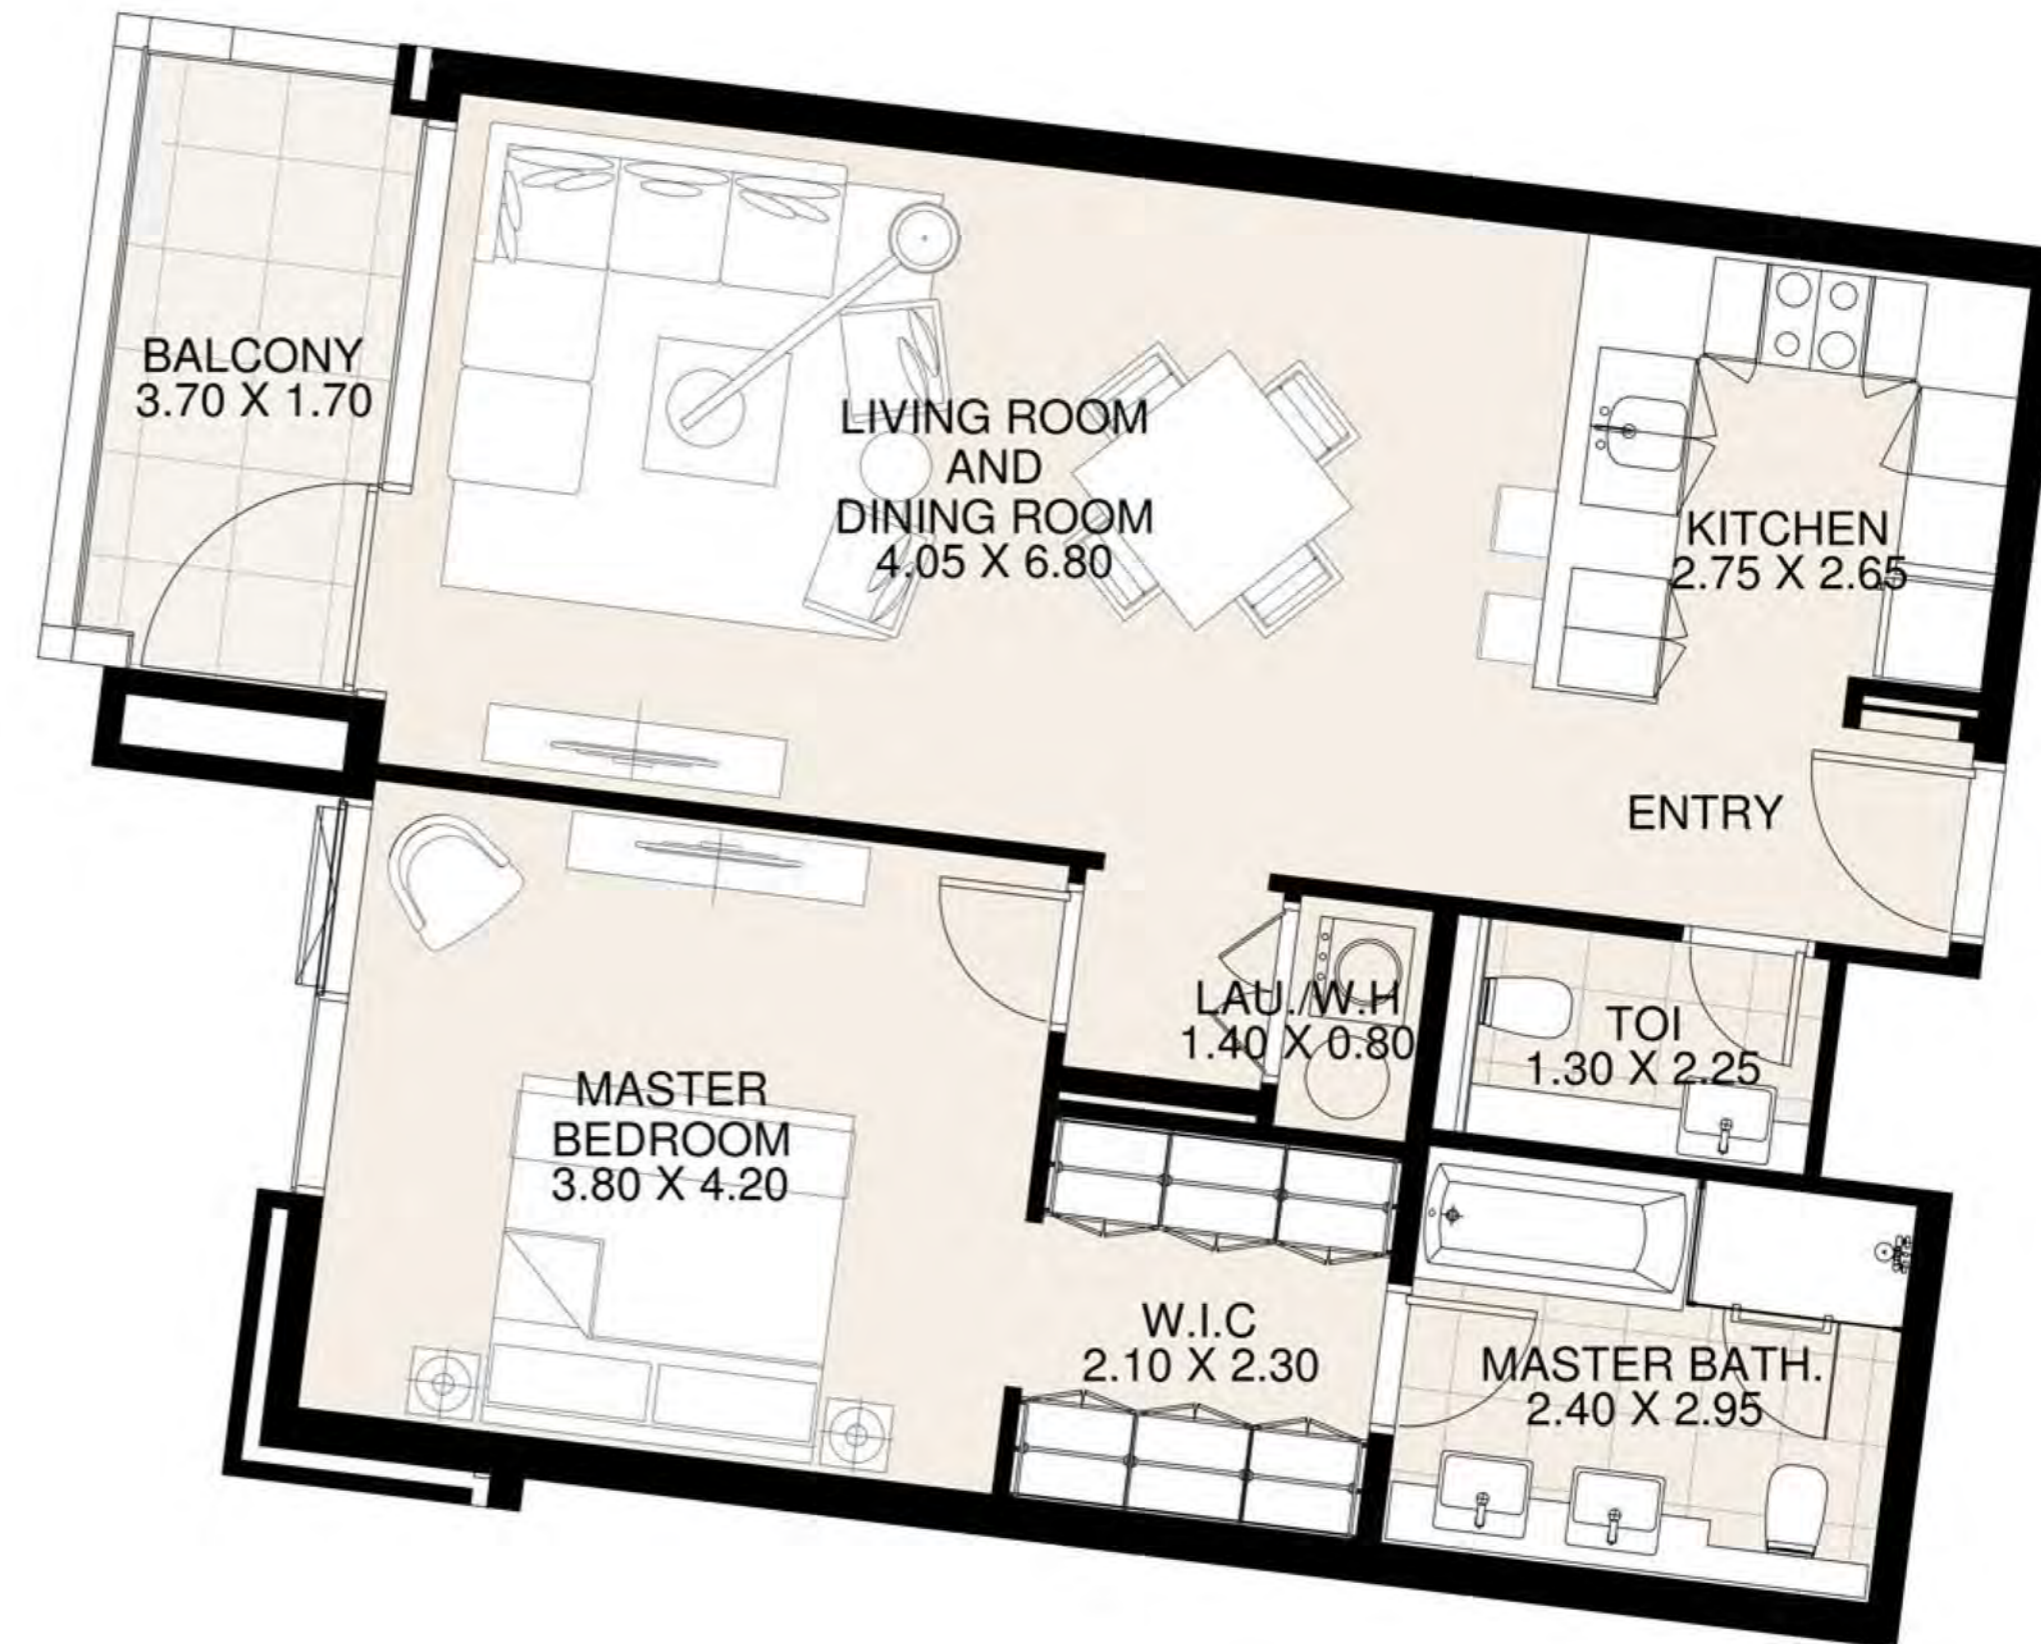 BALCONY
3.70 X 1.70
LIVING ROOM
AND
DINING ROOM
4.05 X 6.80
KITCHEN
2.75 X 2.65
ENTRY
LAU./W.H
1.40 X 0.80
TOI
1.30 X 2.25
MASTER
BEDROOM
3.80 X 4.20
W.I.C
2.10 X 2.30
MASTER BATH.
2.40 X 2.95